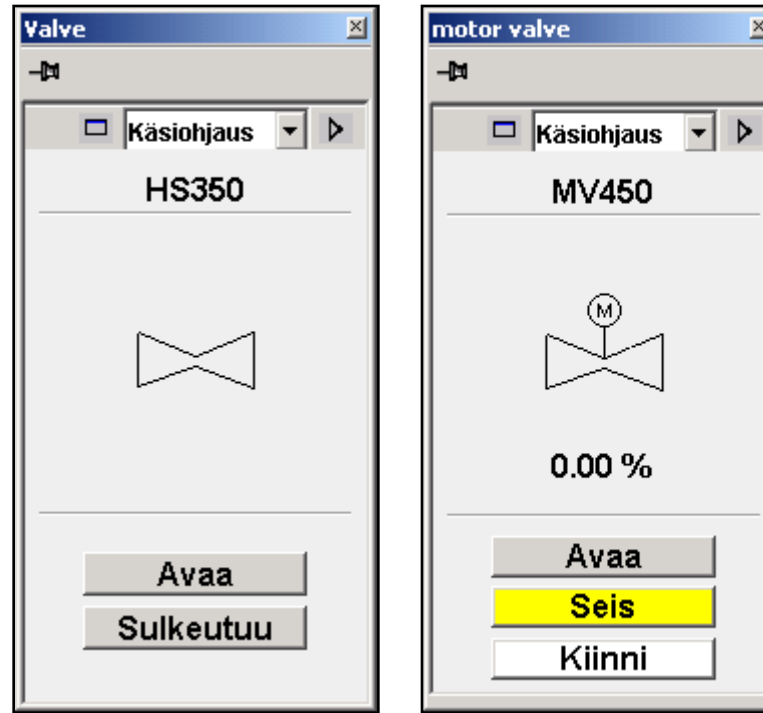 Valve
Käsiohjaus
HS350
Avaa
Sulkeutuu
motor valve
Käsiohjaus
MV450
M
0.00 %
Avaa
Seis
Kiinni